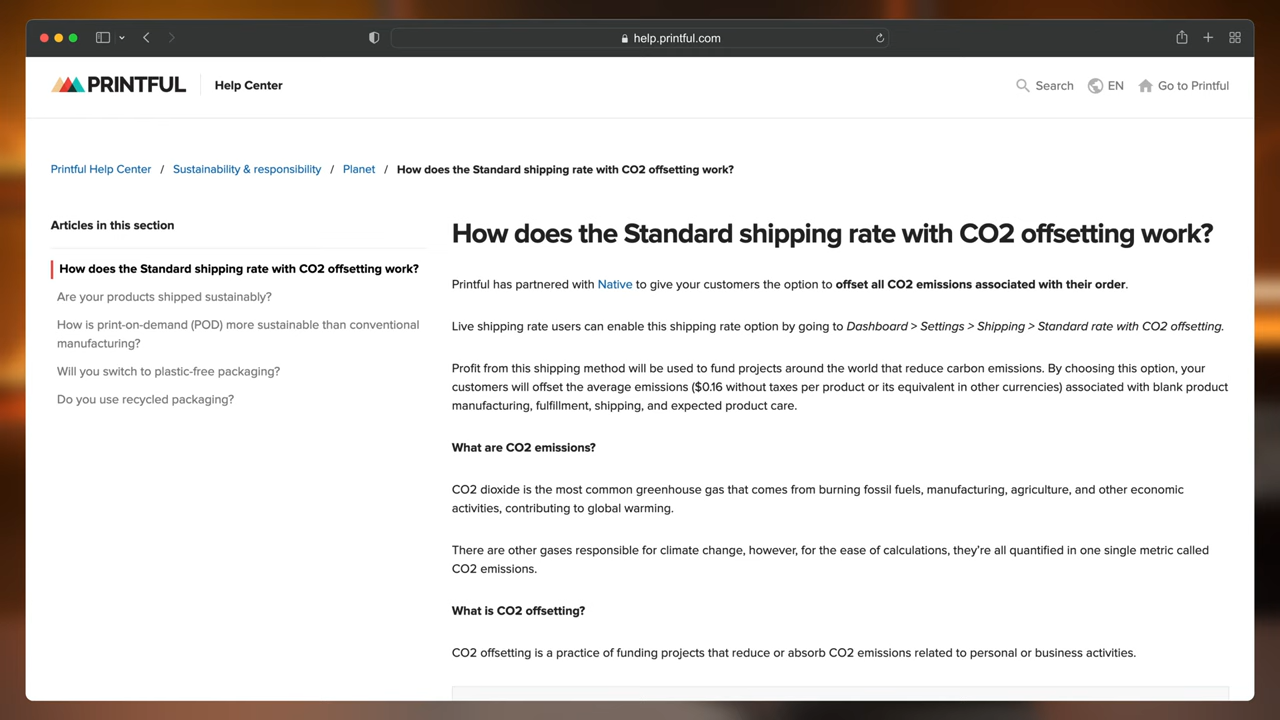 help.printful.com
PRINTFUL
Help Center
Search
EN
Go to Printful
Printful Help Center / Sustainability & responsibility / Planet / How does the Standard shipping rate with CO2 offsetting work?
Articles in this section
How does the Standard shipping rate with CO2 offsetting work?
Are your products shipped sustainably?
How is print-on-demand (POD) more sustainable than conventional
manufacturing?
Will you switch to plastic-free packaging?
Do you use recycled packaging?
How does the Standard shipping rate with CO2 offsetting work?
Printful has partnered with Native to give your customers the option to offset all CO2 emissions associated with their order.
Live shipping rate users can enable this shipping rate option by going to Dashboard > Settings > Shipping > Standard rate with CO2 offsetting.
Profit from this shipping method will be used to fund projects around the world that reduce carbon emissions. By choosing this option, your
customers will offset the average emissions ($0.16 without taxes per product or its equivalent in other currencies) associated with blank product
manufacturing, fulfillment, shipping, and expected product care.
What are CO2 emissions?
CO2 dioxide is the most common greenhouse gas that comes from burning fossil fuels, manufacturing, agriculture, and other economic
activities, contributing to global warming.
There are other gases responsible for climate change, however, for the ease of calculations, they're all quantified in one single metric called
CO2 emissions.
What is CO2 offsetting?
CO2 offsetting is a practice of funding projects that reduce or absorb CO2 emissions related to personal or business activities.